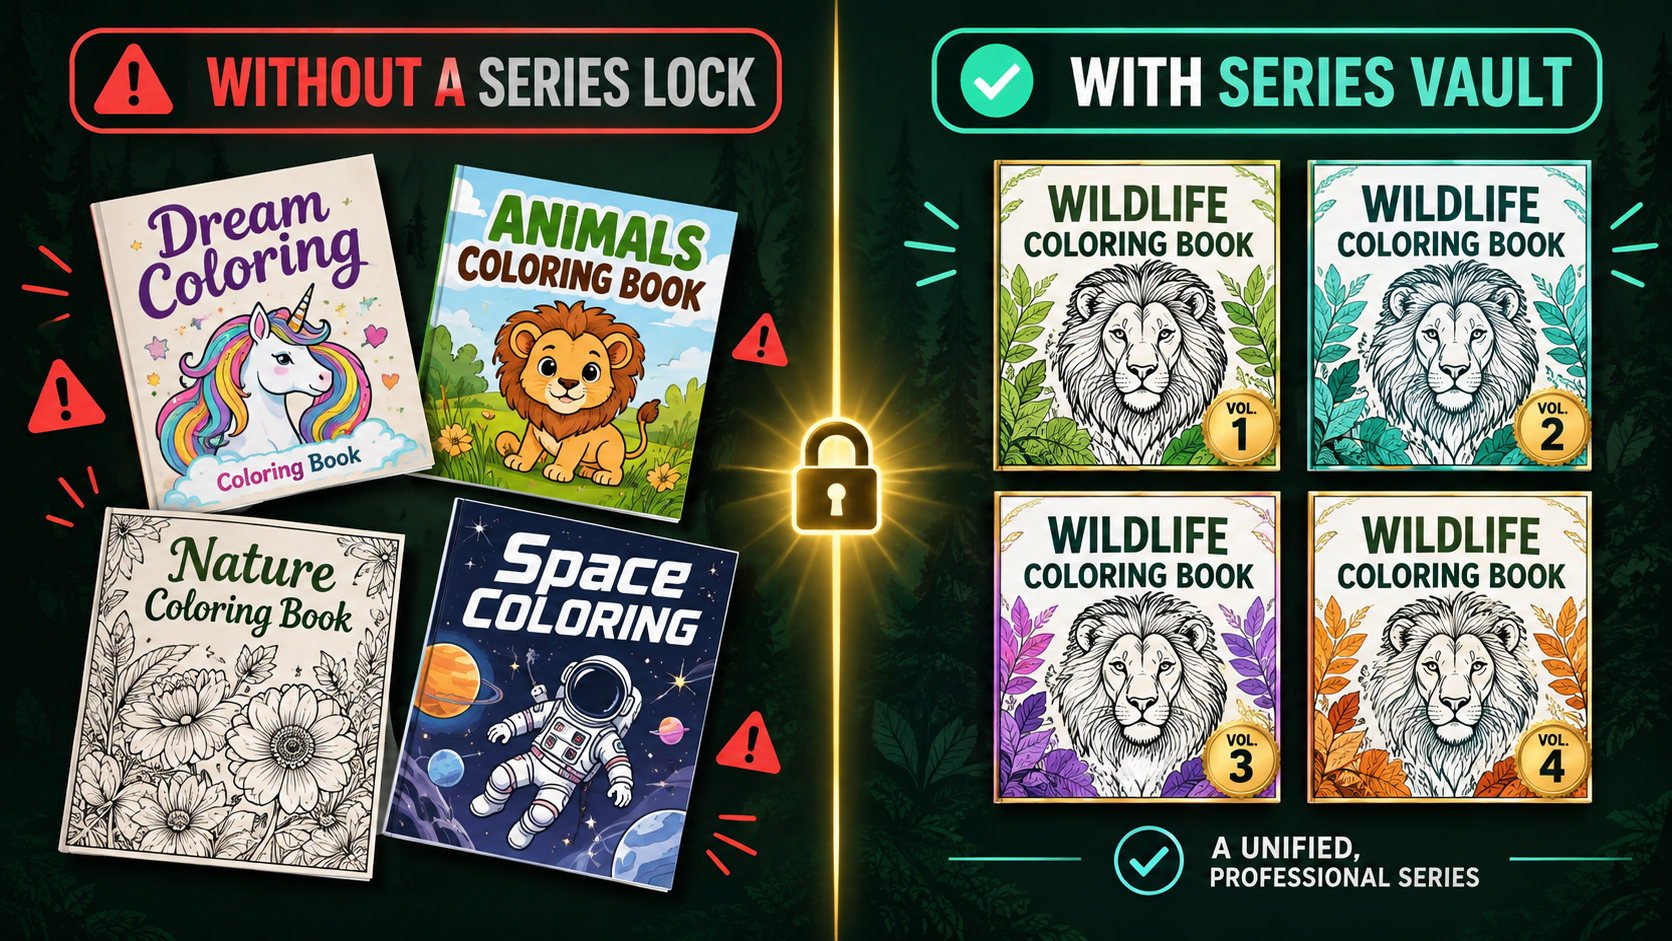 WITHOUT A SERIES LOCK
Dream
Coloring
Coloring Book
ANIMALS
COLORING BOOK
Nature
Coloring Book
Space
COLORING
WITH SERIES VAULT
WILDLIFE
COLORING BOOK
VOL.
1
WILDLIFE
COLORING BOOK
VOL.
2
WILDLIFE
COLORING BOOK
VOL.
3
WILDLIFE
COLORING BOOK
VOL.
4
A UNIFIED,
PROFESSIONAL SERIES